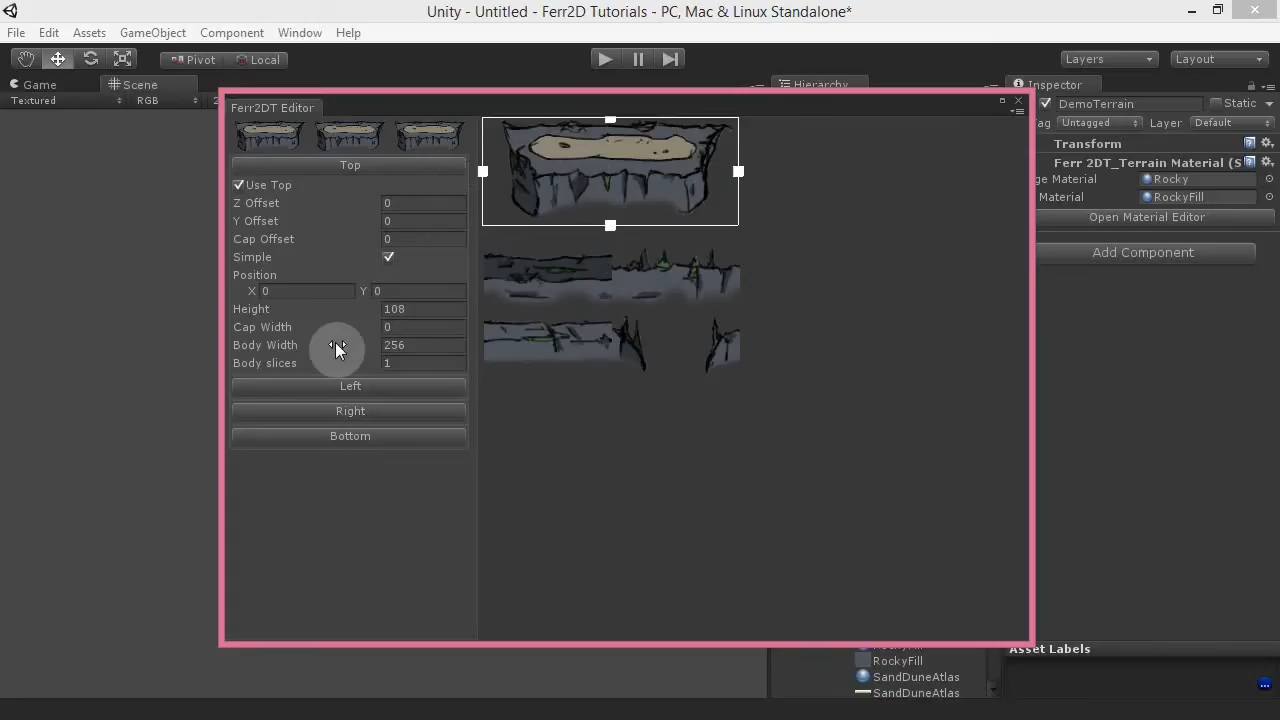 Unity - Untitled - Ferr2D Tutorials - PC, Mac & Linux Standalone*
File Edit Assets GameObject Component Window Help
Pivot Local Layers Layout
Game Scene Hierarchy Inspector
Textured RGB 2
Ferr2DT Editor
DemoTerrain Static
Untagged Layer Default
Transform
Ferr 2DT_Terrain Material (S
ge Material Rocky
Material RockyFill
Open Material Editor
Add Component
Top
Use Top
Z Offset 0
Y Offset 0
Cap Offset 0
Simple
Position
X 0 Y 0
Height 108
Cap Width 0
Body Width 256
Body slices 1
Left
Right
Bottom
RockyFill
SandDuneAtlas
SandDuneAtlas
Asset Labels